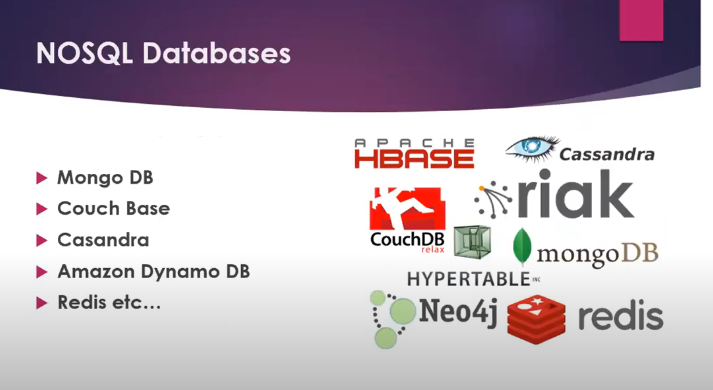 NOSQL Databases
Mongo DB
Couch Base
Casandra
Amazon Dynamo DB
Redis etc...
APACHE
HBASE
Cassandra
riak
CouchDB
relax
mongoDB
HYPERTABLE INC
Neo4j
redis